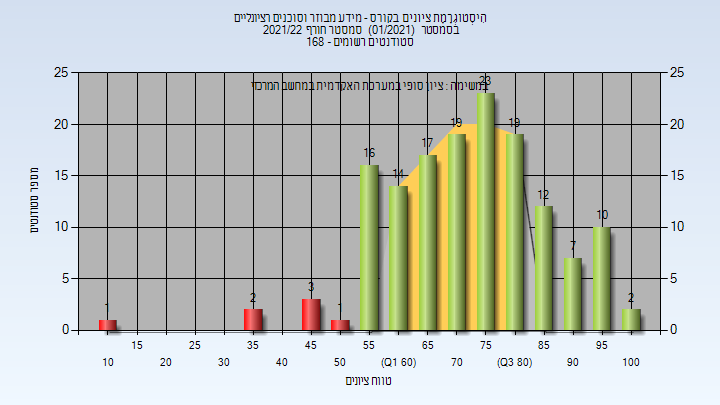 היסטוגרמת ציונים בקורס - מידע מבוזר וסוכנים רציונליים
בסמסטר (01/2021) סמסטר חורף 2021/22
סטודנטים רשומים - 168
במשימה : ציון סופי במערכת האקדמית במחשב המרכזי
מספר סטודנטים
25 25
20 20
15 15
10 10
5 5
0 0
1 2 3 1 16 14 17 19 23 19 12 7 10 2
15 25 35 45 55 65 75 85 95
10 20 30 40 50 (Q1 60) 70 (Q3 80) 90 100
טווח ציונים